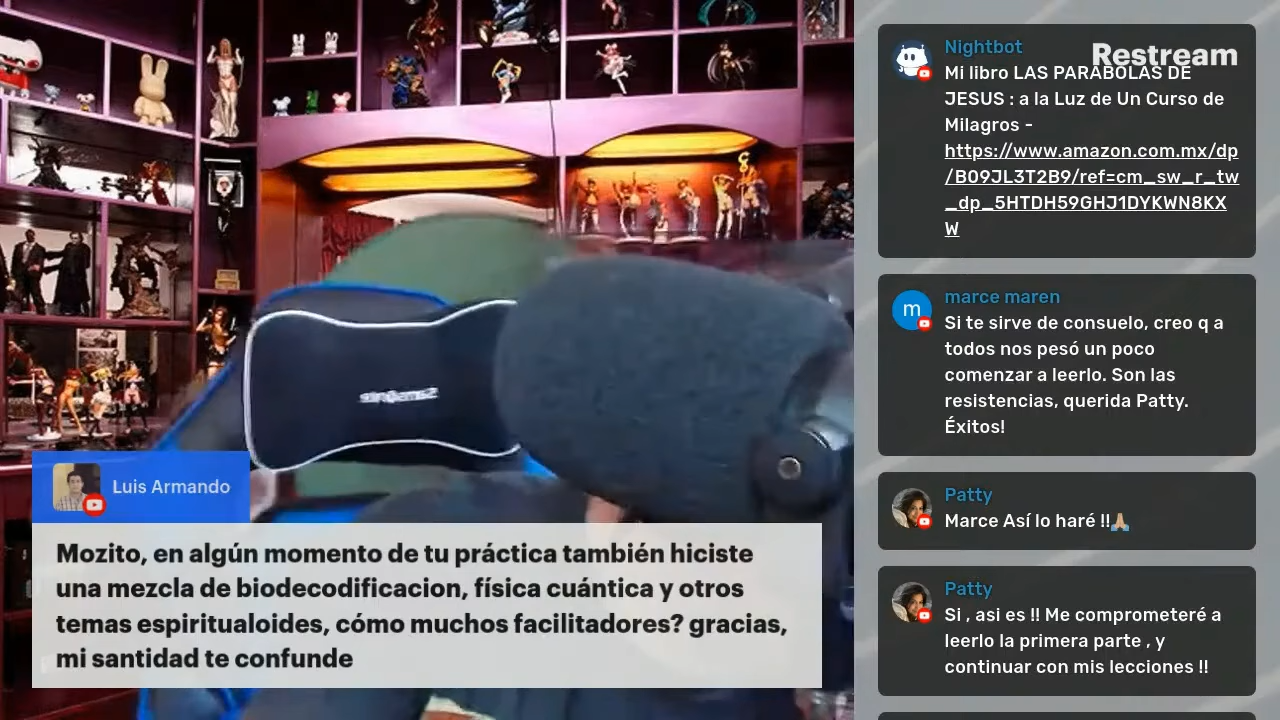 Nightbot
Restream
Mi libro LAS PARÁBOLAS DE
JESUS : a la Luz de Un Curso de
Milagros -
https://www.amazon.com.mx/dp
/B09JL3T2B9/ref=cm_sw_r_tw
_dp_5HTDH59GHJ1DYKWN8KX
W
marce maren
Si te sirve de consuelo, creo q a
todos nos pesó un poco
comenzar a leerlo. Son las
resistencias, querida Patty.
Éxitos!
Patty
Marce Así lo haré !!🙏🏼
Patty
Si , asi es !! Me comprometeré a
leerlo la primera parte , y
continuar con mis lecciones !!
Luis Armando
Mozito, en algún momento de tu práctica también hiciste
una mezcla de biodecodificacion, física cuántica y otros
temas espiritualoides, cómo muchos facilitadores? gracias,
mi santidad te confunde